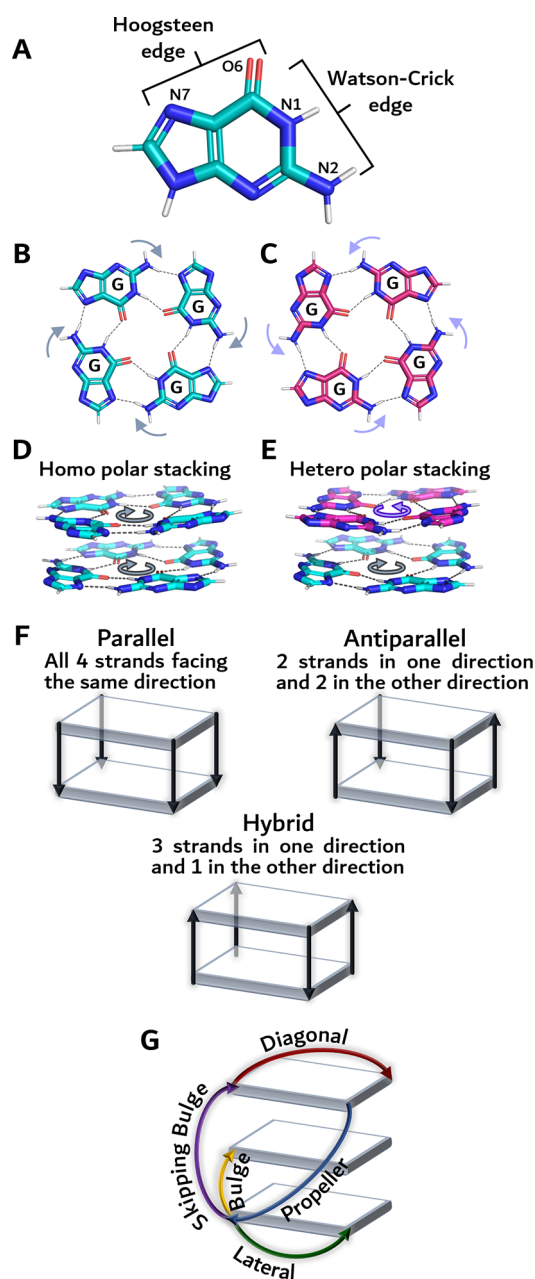 Hoogsteen
edge
A
O6
Watson-Crick
edge
N7
N1
N2
B
C
G
G
G
G
G
G
G
G
D
E
Homo polar stacking
Hetero polar stacking
F
Parallel
All 4 strands facing
the same direction
Antiparallel
2 strands in one direction
and 2 in the other direction
Hybrid
3 strands in one direction
and 1 in the other direction
G
Diagonal
Skipping Bulge
Bulge
Propeller
Lateral